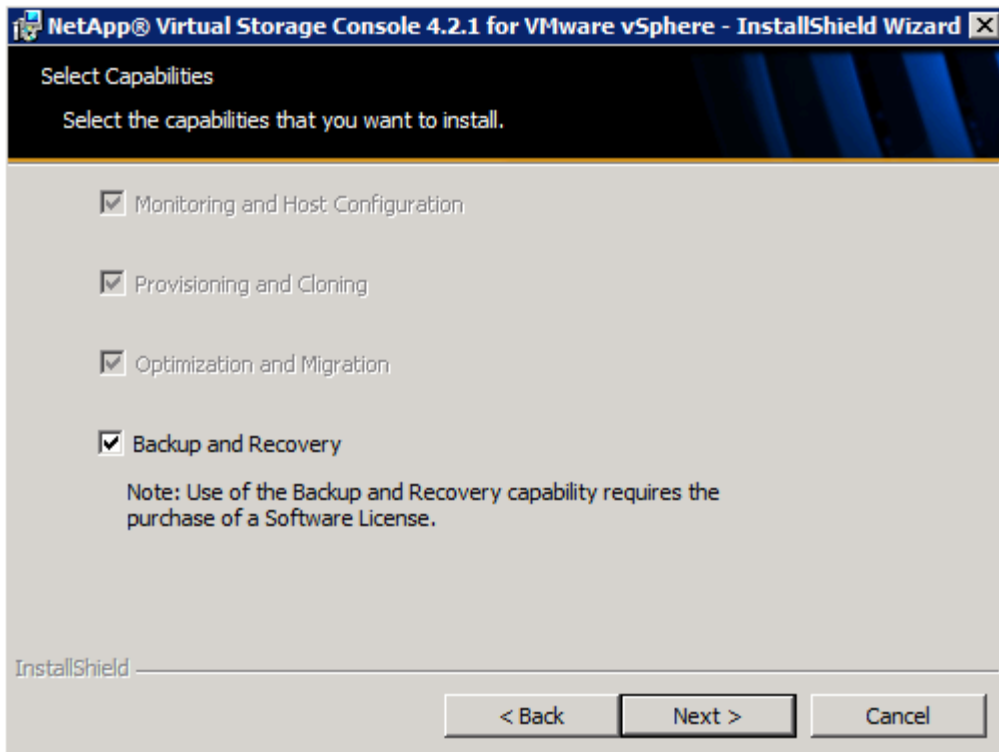 NetApp® Virtual Storage Console 4.2.1 for VMware vSphere - InstallShield Wizard
Select Capabilities
Select the capabilities that you want to install.
Monitoring and Host Configuration
Provisioning and Cloning
Optimization and Migration
Backup and Recovery
Note: Use of the Backup and Recovery capability requires the
purchase of a Software License.
InstallShield
< Back
Next >
Cancel